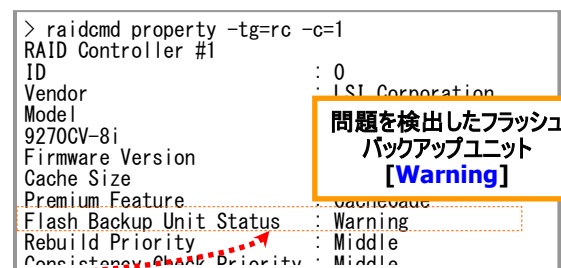 > raidcmd property -tg=rc -c=1
RAID Controller #1
ID : 0
Vendor : LSI Corporation
Model
9270CV-8i
Firmware Version
Cache Size
Premium Feature : CacheCade
Flash Backup Unit Status : Warning
Rebuild Priority : Middle
Consistency Check Priority : Middle
問題を検出したフラッシュ
バックアップユニット
[Warning]